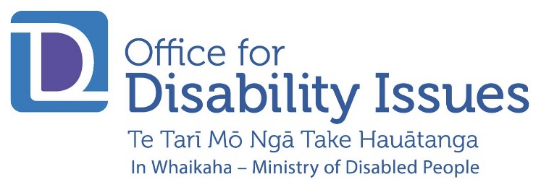 Office for
Disability Issues
Te Tarī Mō Ngā Take Hauātanga
In Whaikaha – Ministry of Disabled People